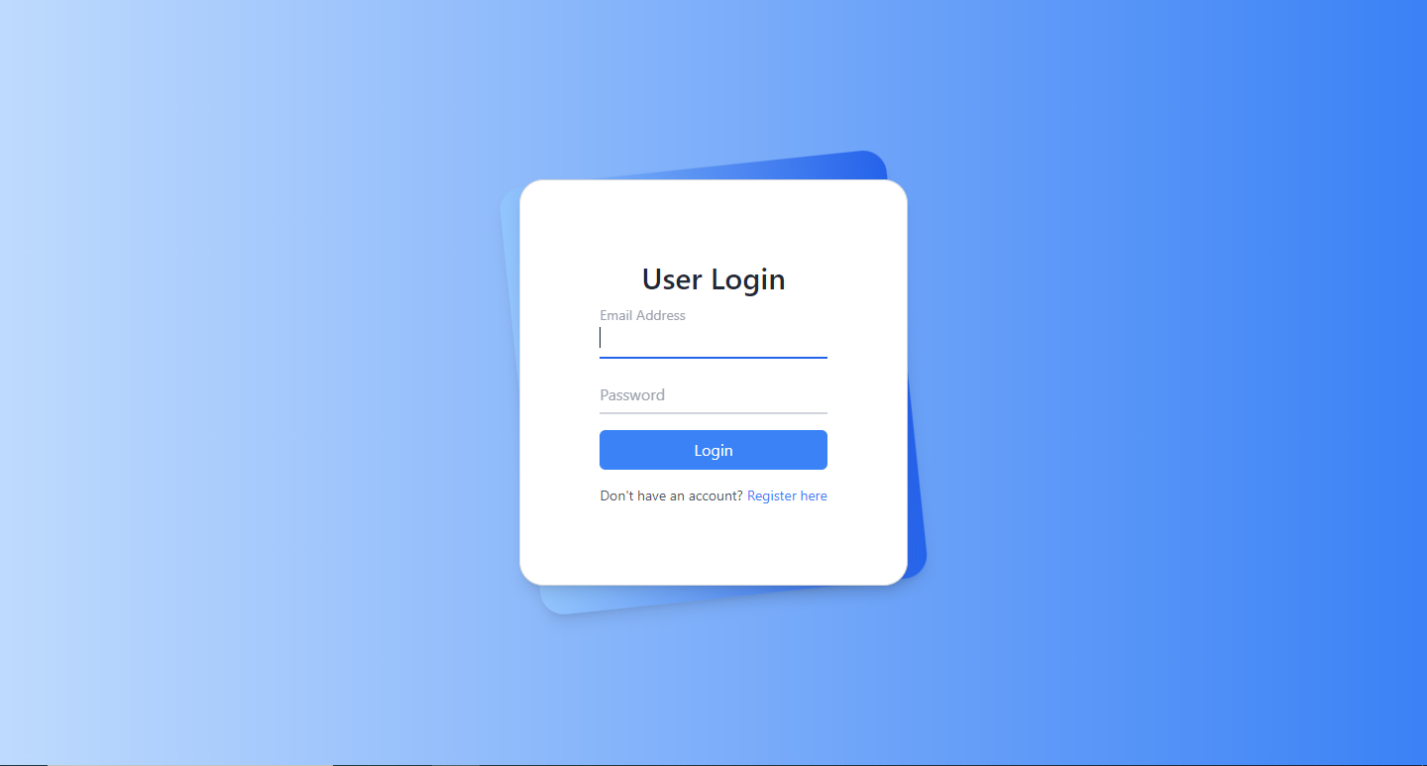 User Login
Email Address
Password
Login
Don't have an account? Register here